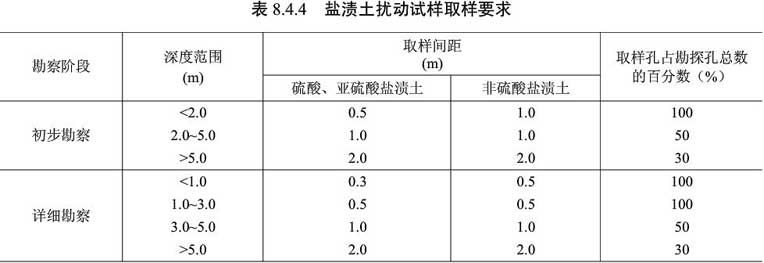 表 8.4.4 盐渍土扰动试样取样要求
勘察阶段 深度范围 (m) 取样间距 (m) 取样孔占勘探孔总数的百分数（%）
硫酸、亚硫酸盐渍土 非硫酸盐渍土
初步勘察 <2.0 0.5 1.0 100
2.0~5.0 1.0 1.0 50
>5.0 2.0 2.0 30
详细勘察 <1.0 0.3 0.5 100
1.0~3.0 0.5 0.5 100
3.0~5.0 1.0 1.0 50
>5.0 2.0 2.0 30